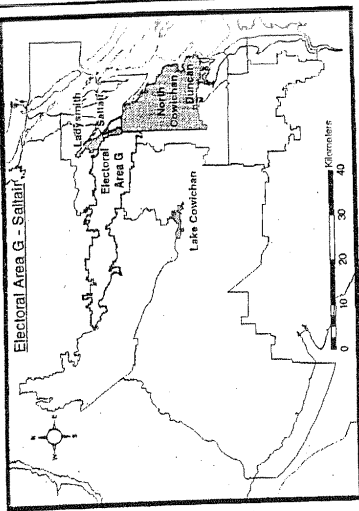 Electoral Area G - Saltair
N
W E
S
Ladysmith
Saltair
Electoral
Area G
North
Cowichan
Duncan
Lake Cowichan
Kilometers
0 10 20 30 40